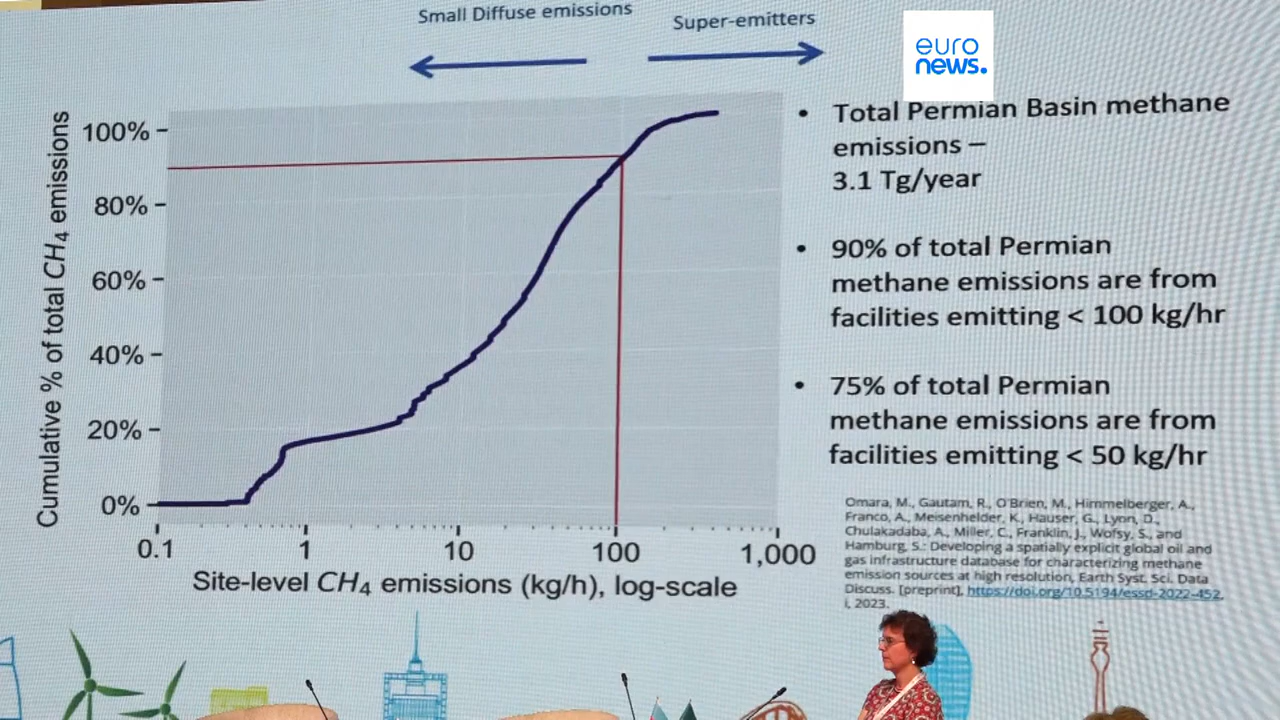 Small Diffuse emissions
Super-emitters
euro
news.
Cumulative % of total CH4 emissions
100%
80%
60%
40%
20%
0%
0.1
1
10
100
1,000
Site-level CH4 emissions (kg/h), log-scale
• Total Permian Basin methane
emissions –
3.1 Tg/year
• 90% of total Permian
methane emissions are from
facilities emitting < 100 kg/hr
• 75% of total Permian
methane emissions are from
facilities emitting < 50 kg/hr
Omara, M., Gautam, R., O'Brien, M., Himmelberger, A.,
Franco, A., Meisenhelder, K., Hauser, G., Lyon, D.,
Chulakadaba, A., Miller, C., Franklin, J., Wofsy, S., and
Hamburg, S.: Developing a spatially explicit global oil and
gas infrastructure database for characterizing methane
emission sources at high resolution, Earth Syst. Sci. Data
Discuss. [preprint], https://doi.org/10.5194/essd-2022-452,
i, 2023.